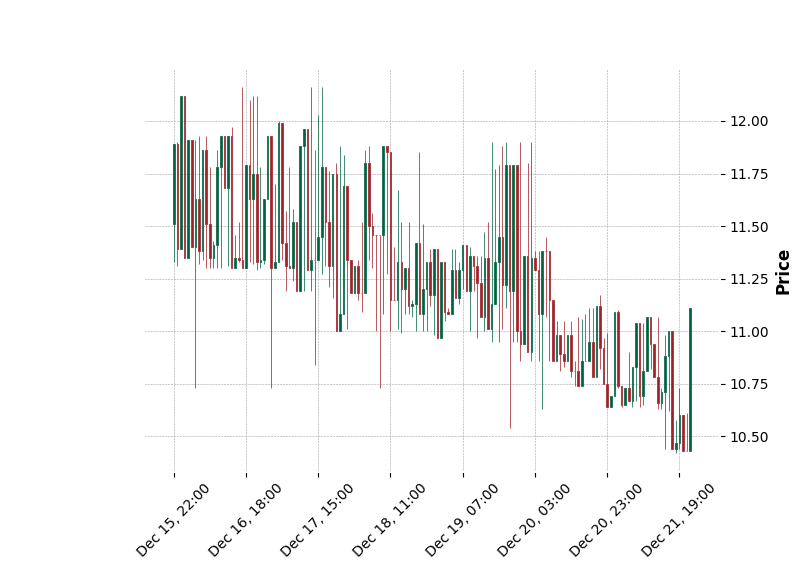 12.00
11.75
11.50
11.25
11.00
10.75
10.50
Price
Dec 15, 22:00
Dec 16, 18:00
Dec 17, 15:00
Dec 18, 11:00
Dec 19, 07:00
Dec 20, 03:00
Dec 20, 23:00
Dec 21, 19:00